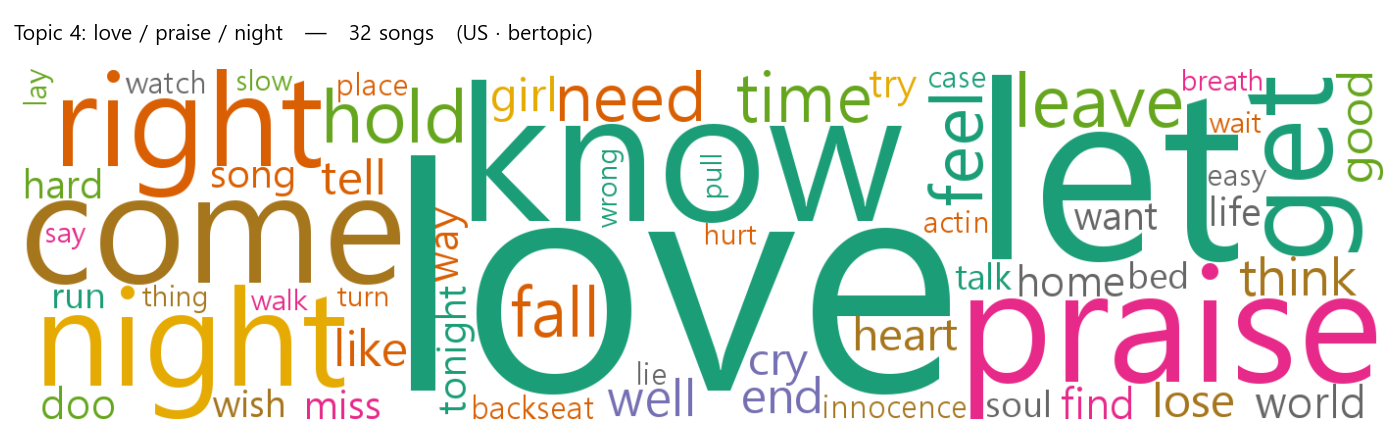 Topic 4: love / praise / night — 32 songs (US · bertopic)
lay
watch
slow
place
girl
need
time
try
case
breath
right
hold
know
feel
let
leave
wait
get
good
hard
song
tell
wrong
pull
easy
come
say
way
love
hurt
actin
want
life
run
thing
walk
turn
fall
talk
home
bed
think
night
like
tonight
heart
praise
lie
cry
doo
wish
miss
backseat
well
end
innocence
soul
find
lose
world